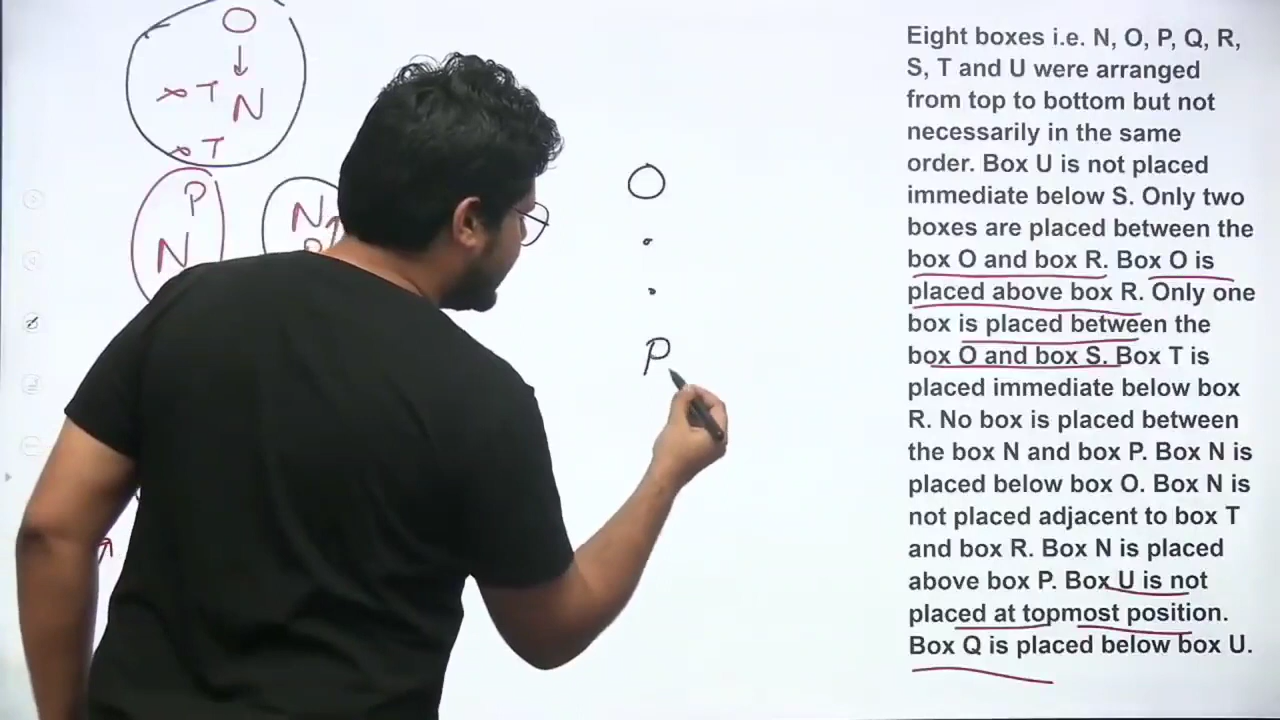 O
↓
T N
T
P
N
N
O
.
.
P
Eight boxes i.e. N, O, P, Q, R,
S, T and U were arranged
from top to bottom but not
necessarily in the same
order. Box U is not placed
immediate below S. Only two
boxes are placed between the
box O and box R. Box O is
placed above box R. Only one
box is placed between the
box O and box S. Box T is
placed immediate below box
R. No box is placed between
the box N and box P. Box N is
placed below box O. Box N is
not placed adjacent to box T
and box R. Box N is placed
above box P. Box U is not
placed at topmost position.
Box Q is placed below box U.